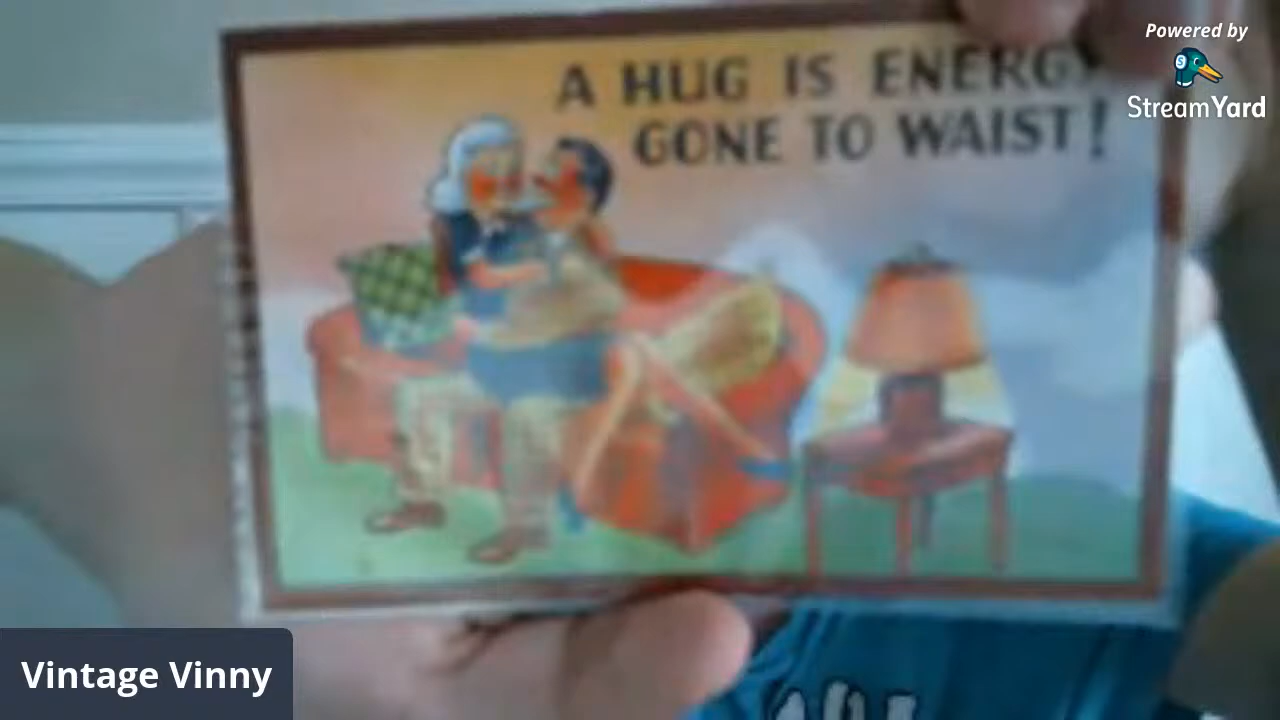 A HUG IS ENERGY
GONE TO WAIST!
Powered by
StreamYard
Vintage Vinny